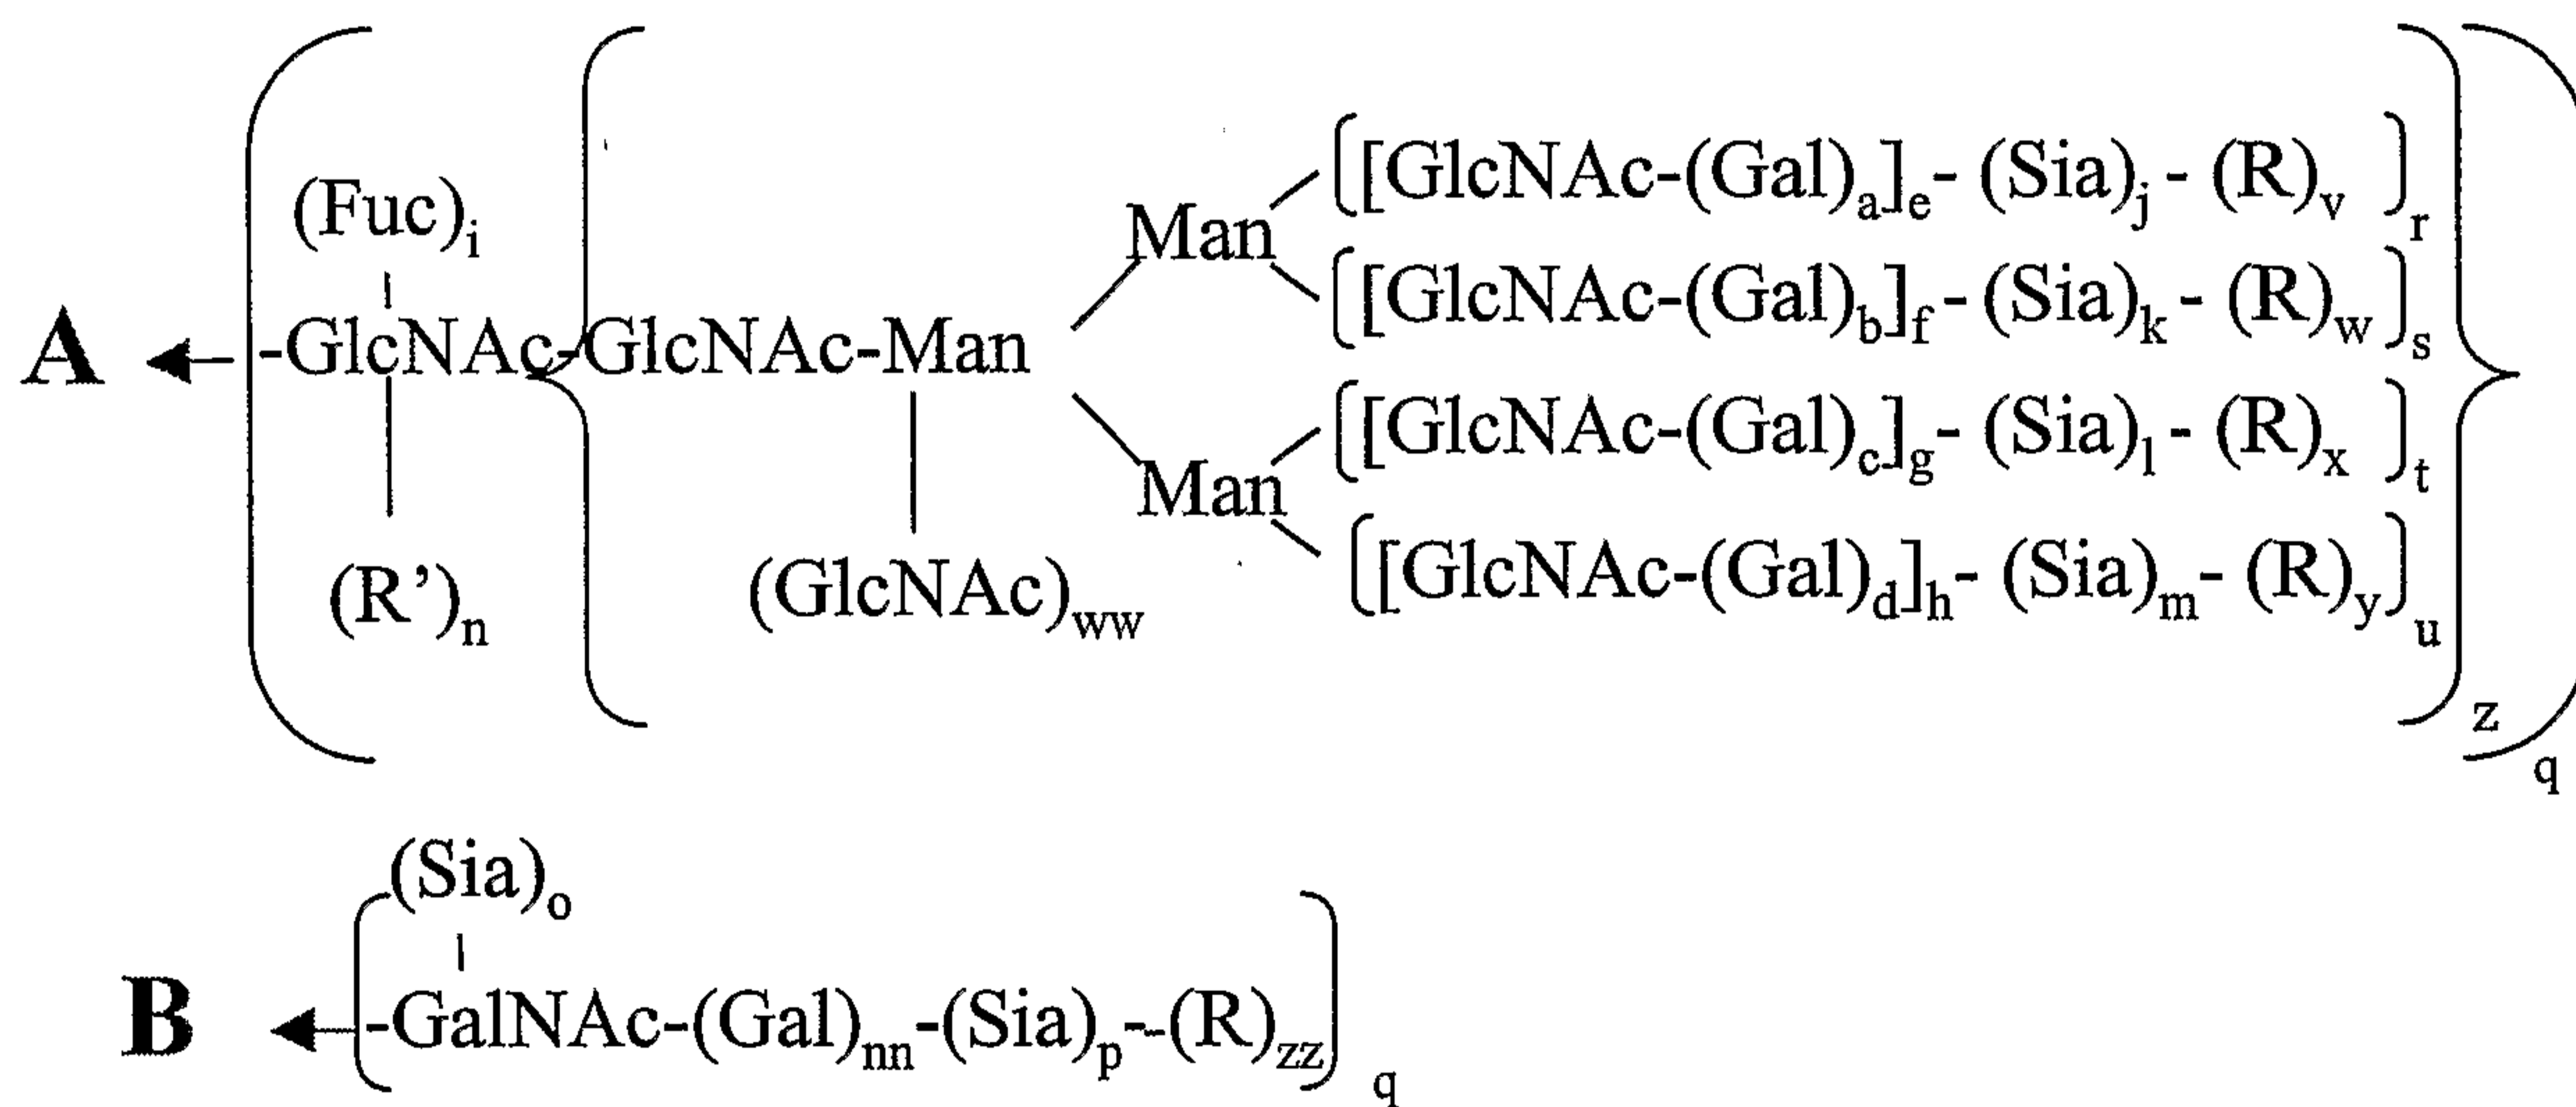 (Fuc)i
A -GlcNAc-GlcNAc-Man
(R’)n
(GlcNAc)ww
Man
[[GlcNAc-(Gal)a]e- (Sia)j - (R)v ]r
[[GlcNAc-(Gal)b]f - (Sia)k - (R)w]s
Man
[[GlcNAc-(Gal)c]g- (Sia)l - (R)x ]t
[[GlcNAc-(Gal)d]h- (Sia)m- (R)y]u
z
q
(Sia)o
B [-GalNAc-(Gal)nn-(Sia)p--(R)zz]q